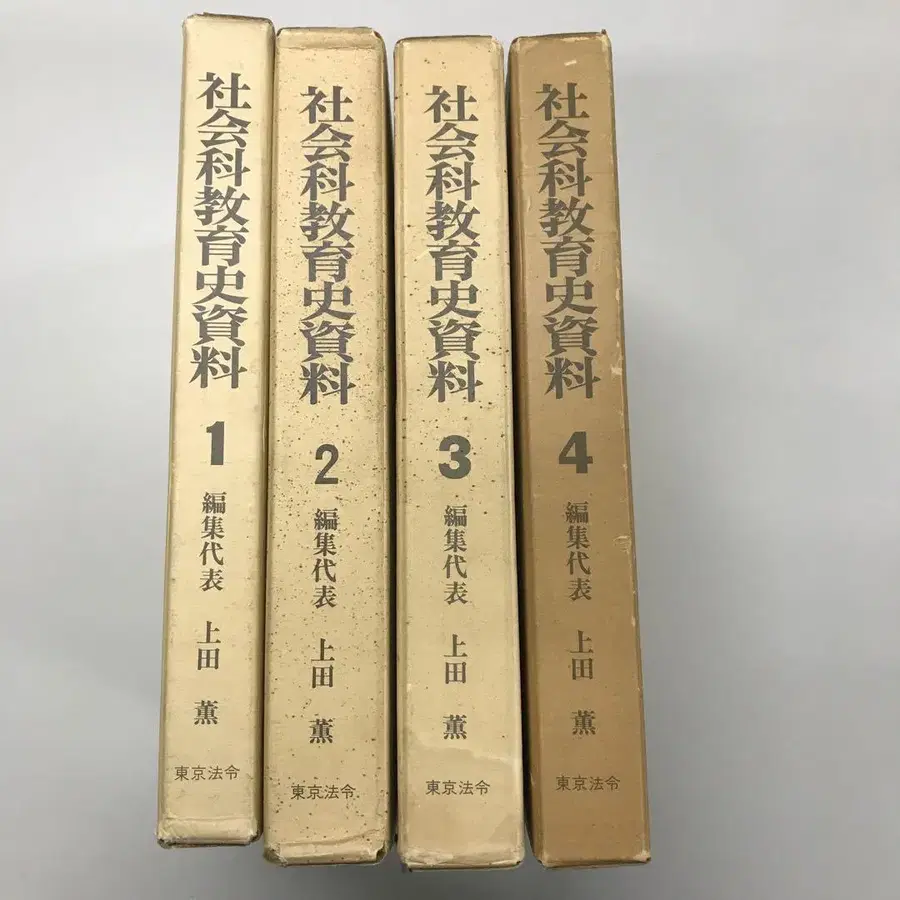 社会科教育史資料
1
編集代表 上田 薫
東京法令
社会科教育史資料
2
編集代表 上田 薫
東京法令
社会科教育史資料
3
編集代表 上田 薫
東京法令
社会科教育史資料
4
編集代表 上田 薫
東京法令